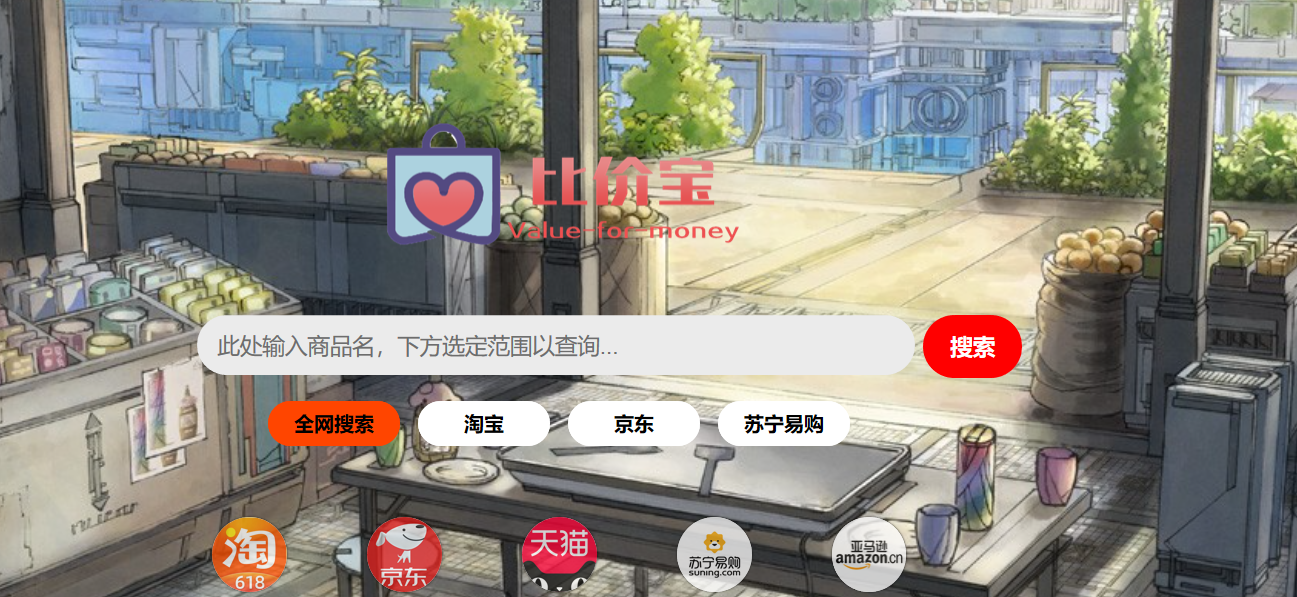 比价宝
Value-for-money
此处输入商品名，下方选定范围以查询...
搜索
全网搜索
淘宝
京东
苏宁易购
淘
618
京东
天猫
苏宁易购
suning.com
亚马逊
amazon.cn